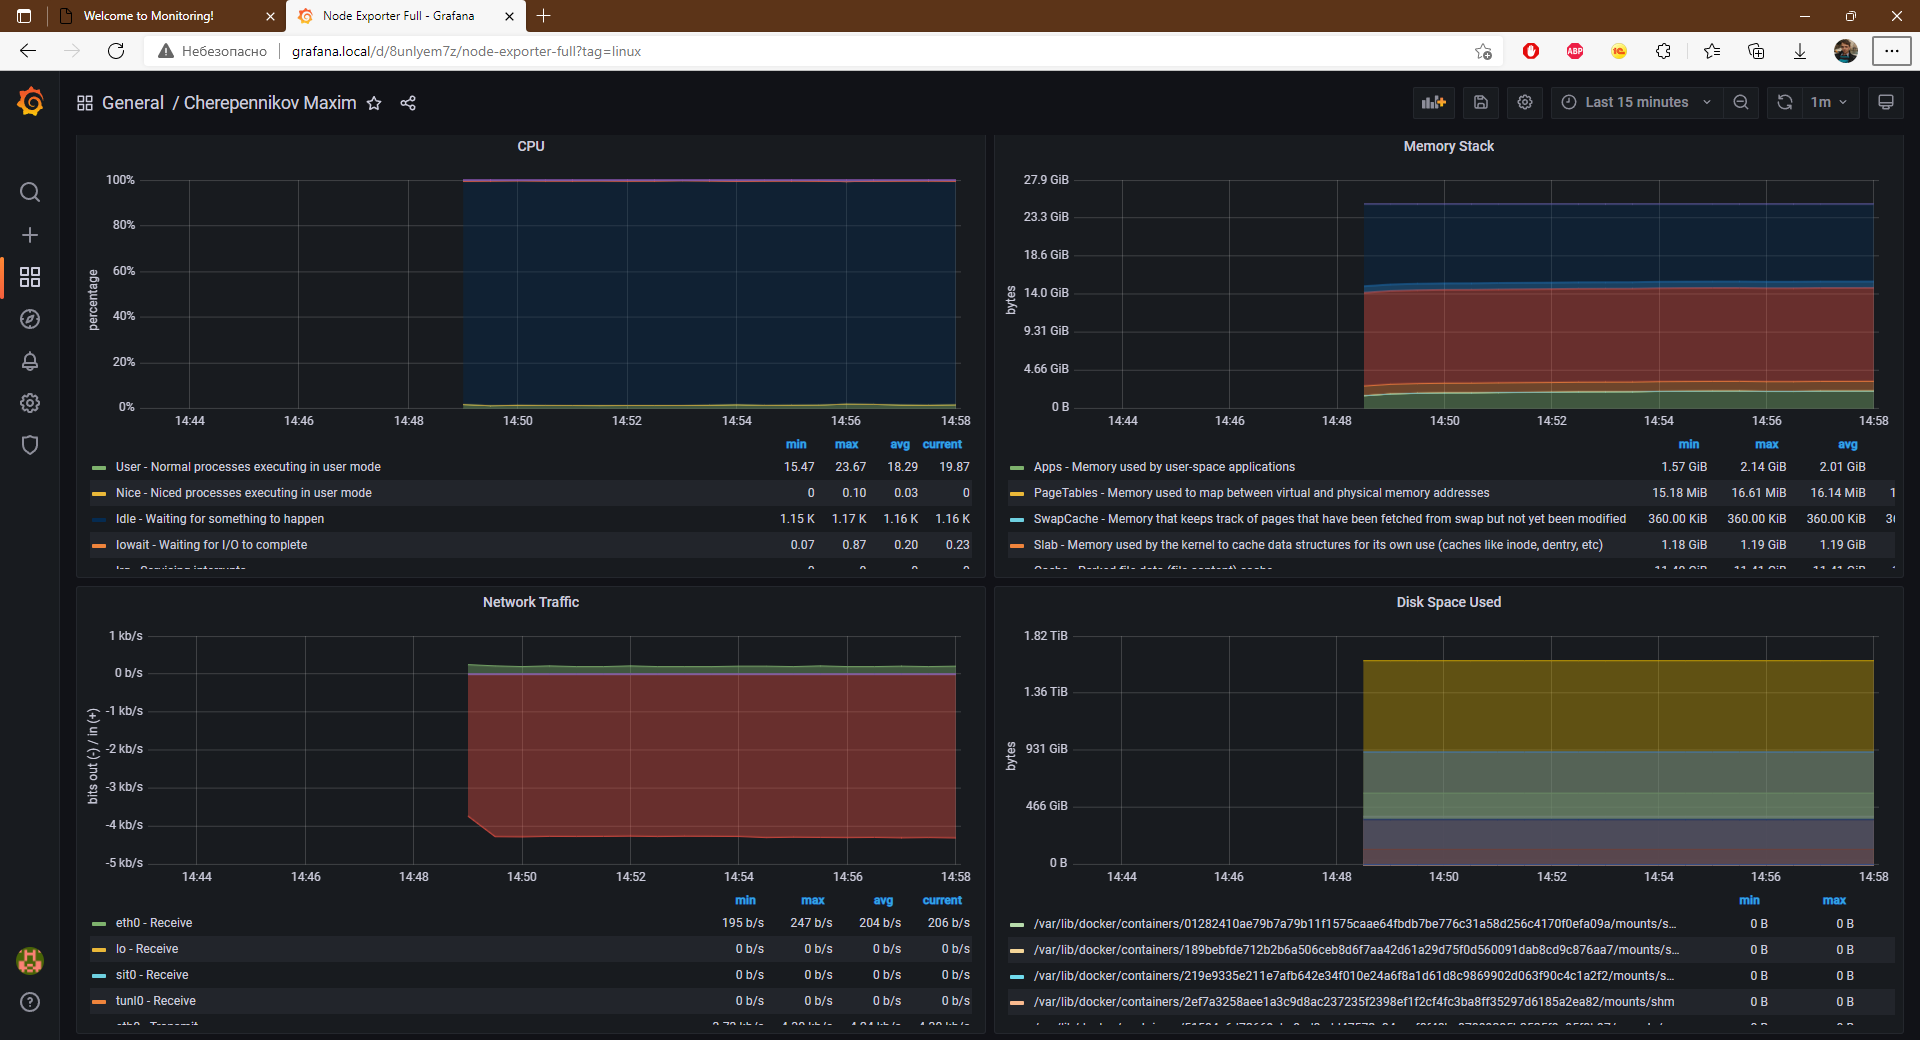 Welcome to Monitoring!
Node Exporter Full - Grafana
Небезопасно
grafana.local/d/8unlyem7z/node-exporter-full?tag=linux
ABP
General / Cherepennikov Maxim
Last 15 minutes
1m
CPU
percentage
100%
80%
60%
40%
20%
0%
14:44 14:46 14:48 14:50 14:52 14:54 14:56 14:58
min max avg current
User - Normal processes executing in user mode 15.47 23.67 18.29 19.87
Nice - Niced processes executing in user mode 0 0.10 0.03 0
Idle - Waiting for something to happen 1.15 K 1.17 K 1.16 K 1.16 K
Iowait - Waiting for I/O to complete 0.07 0.87 0.20 0.23
Memory Stack
bytes
27.9 GiB
23.3 GiB
18.6 GiB
14.0 GiB
9.31 GiB
4.66 GiB
0 B
14:44 14:46 14:48 14:50 14:52 14:54 14:56 14:58
min max avg
Apps - Memory used by user-space applications 1.57 GiB 2.14 GiB 2.01 GiB
PageTables - Memory used to map between virtual and physical memory addresses 15.18 MiB 16.61 MiB 16.14 MiB
SwapCache - Memory that keeps track of pages that have been fetched from swap but not yet been modified 360.00 KiB 360.00 KiB 360.00 KiB
Slab - Memory used by the kernel to cache data structures for its own use (caches like inode, dentry, etc) 1.18 GiB 1.19 GiB 1.19 GiB
Network Traffic
bits out (-) / in (+)
1 kb/s
0 b/s
-1 kb/s
-2 kb/s
-3 kb/s
-4 kb/s
-5 kb/s
14:44 14:46 14:48 14:50 14:52 14:54 14:56 14:58
min max avg current
eth0 - Receive 195 b/s 247 b/s 204 b/s 206 b/s
lo - Receive 0 b/s 0 b/s 0 b/s 0 b/s
sit0 - Receive 0 b/s 0 b/s 0 b/s 0 b/s
tunl0 - Receive 0 b/s 0 b/s 0 b/s 0 b/s
Disk Space Used
bytes
1.82 TiB
1.36 TiB
931 GiB
466 GiB
0 B
14:44 14:46 14:48 14:50 14:52 14:54 14:56 14:58
min max
/var/lib/docker/containers/01282410ae79b7a79b11f1575caae64fbdb7be776c31a58d256c4170f0efa09a/mounts/s... 0 B 0 B
/var/lib/docker/containers/189bebfde712b2b6a506ceb8d6f7aa42d61a29d75f0d560091dab8cd9c876aa7/mounts/s... 0 B 0 B
/var/lib/docker/containers/219e9335e211e7afb642e34f010e24a6f8a1d61d8c9869902d063f90c4c1a2f2/mounts/s... 0 B 0 B
/var/lib/docker/containers/2ef7a3258aee1a3c9d8ac237235f2398ef1f2cf4fc3ba8ff35297d6185a2ea82/mounts/shm 0 B 0 B